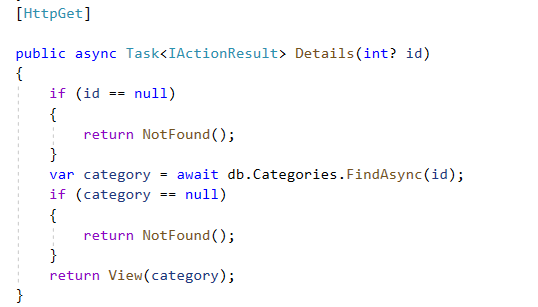 [HttpGet]
public async Task<IActionResult> Details(int? id)
{
if (id == null)
{
return NotFound();
}
var category = await db.Categories.FindAsync(id);
if (category == null)
{
return NotFound();
}
return View(category);
}